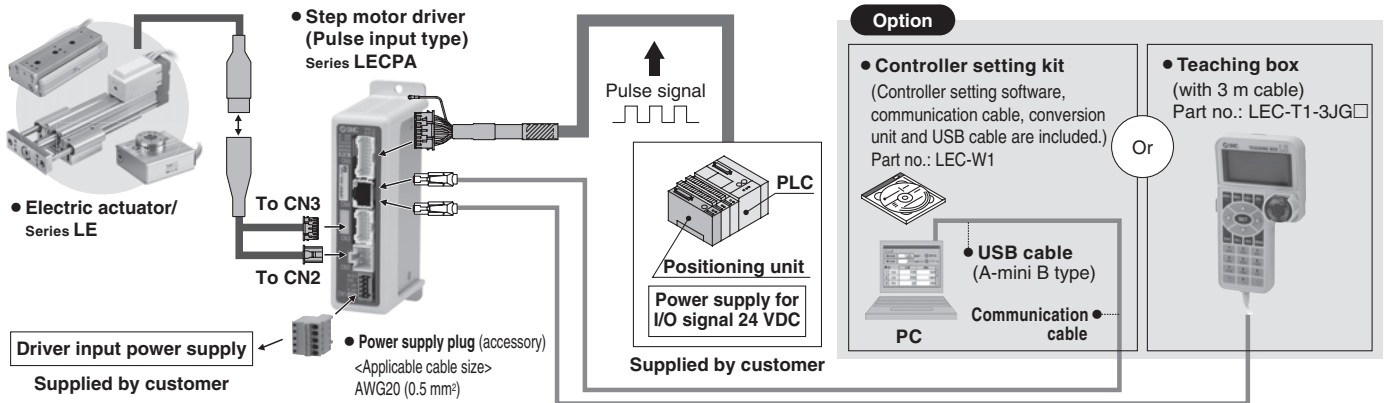 ● Step motor driver
(Pulse input type)
Series LECPA
● Electric actuator/
Series LE
To CN3
To CN2
Driver input power supply
Supplied by customer
● Power supply plug (accessory)
<Applicable cable size>
AWG20 (0.5 mm²)
Pulse signal
PLC
Positioning unit
Power supply for
I/O signal 24 VDC
Supplied by customer
Option
● Controller setting kit
(Controller setting software,
communication cable, conversion
unit and USB cable are included.)
Part no.: LEC-W1
Or
● Teaching box
(with 3 m cable)
Part no.: LEC-T1-3JG□
● USB cable
(A-mini B type)
Communication ●
cable
PC